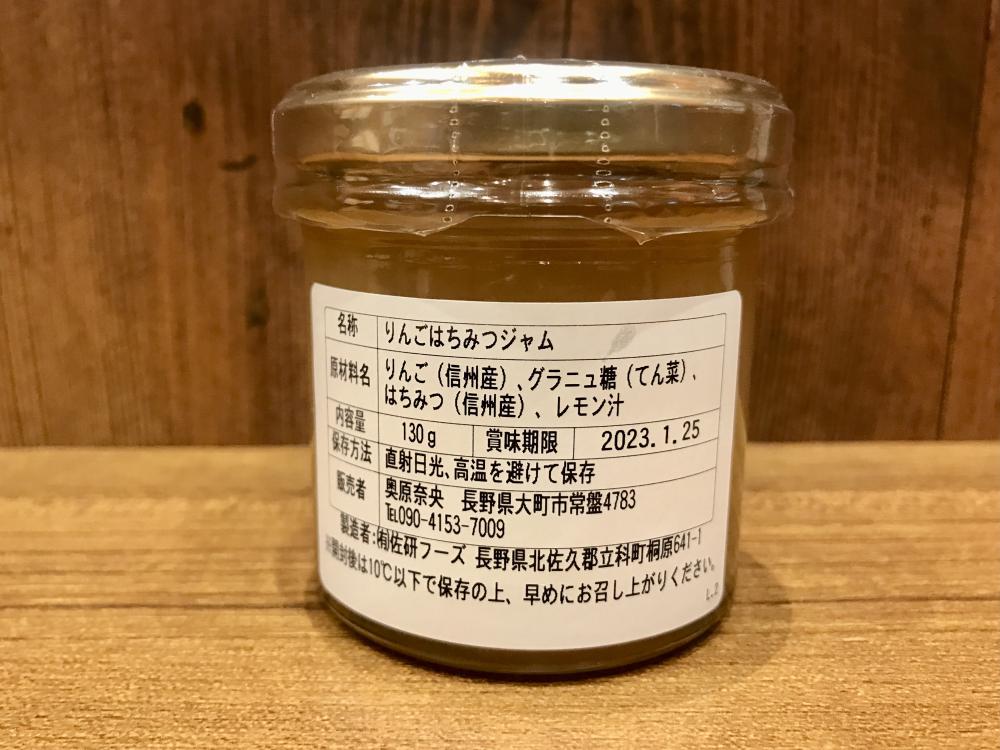 名称 りんごはちみつジャム
原材料名 りんご（信州産）、グラニュ糖（てん菜）、
はちみつ（信州産）、レモン汁
内容量 130g 賞味期限 2023.1.25
保存方法 直射日光、高温を避けて保存
販売者 奥原奈央 長野県大町市常盤4783
℡090-4153-7009
製造者:㈲佐研フーズ 長野県北佐久郡立科町桐原641-1
※開封後は10℃以下で保存の上、早めにお召し上がりください。
L.2